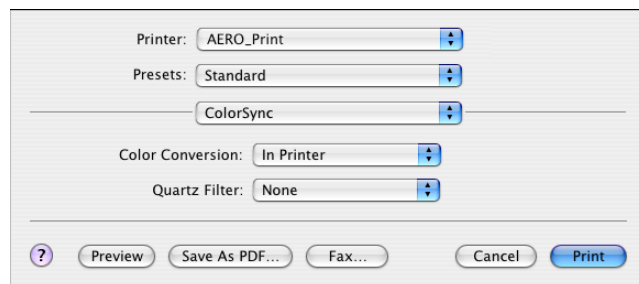 Printer: AERO_Print
Presets: Standard
ColorSync
Color Conversion: In Printer
Quartz Filter: None
? Preview Save As PDF... Fax... Cancel Print